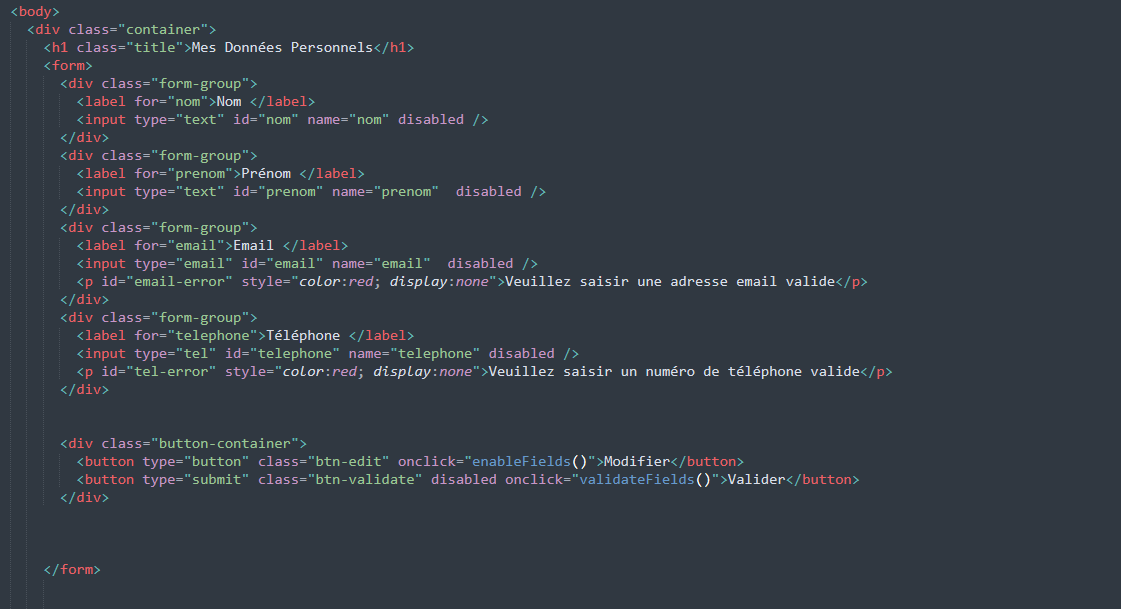 <body>
<div class="container">
<h1 class="title">Mes Données Personnels</h1>
<form>
<div class="form-group">
<label for="nom">Nom </label>
<input type="text" id="nom" name="nom" disabled />
</div>
<div class="form-group">
<label for="prenom">Prénom </label>
<input type="text" id="prenom" name="prenom"  disabled />
</div>
<div class="form-group">
<label for="email">Email </label>
<input type="email" id="email" name="email"  disabled />
<p id="email-error" style="color:red; display:none">Veuillez saisir une adresse email valide</p>
</div>
<div class="form-group">
<label for="telephone">Téléphone </label>
<input type="tel" id="telephone" name="telephone" disabled />
<p id="tel-error" style="color:red; display:none">Veuillez saisir un numéro de téléphone valide</p>
</div>
<div class="button-container">
<button type="button" class="btn-edit" onclick="enableFields()">Modifier</button>
<button type="submit" class="btn-validate" disabled onclick="validateFields()">Valider</button>
</div>
</form>